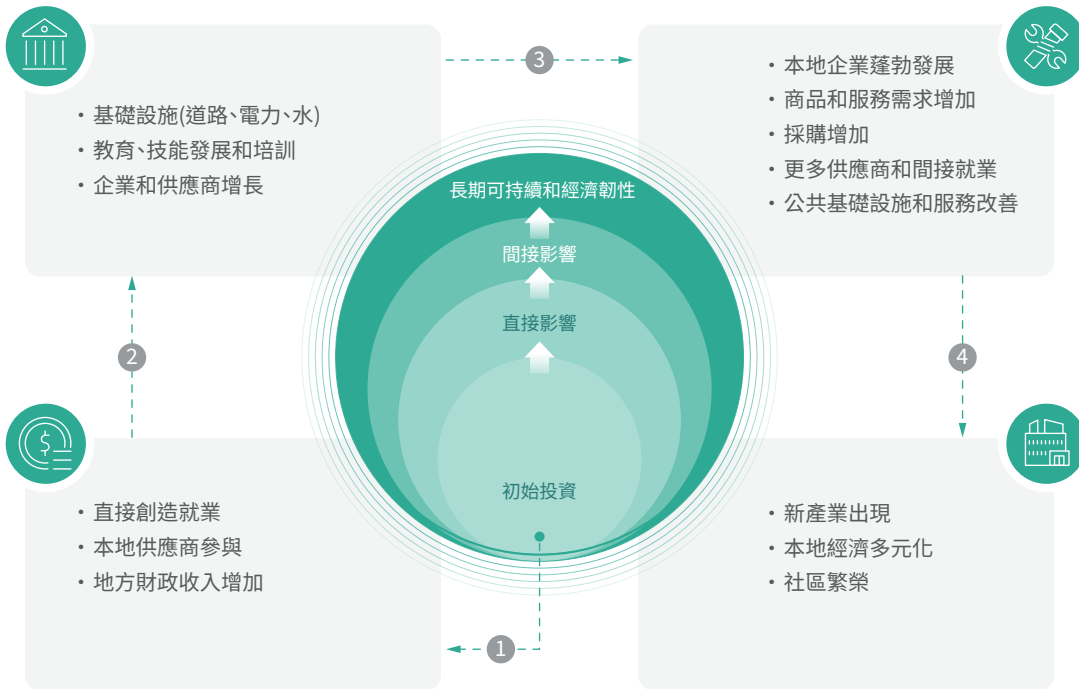 3
• 基礎設施(道路、電力、水)
• 教育、技能發展和培訓
• 企業和供應商增長
• 本地企業蓬勃發展
• 商品和服務需求增加
• 採購增加
• 更多供應商和間接就業
• 公共基礎設施和服務改善
長期可持續和經濟韌性
間接影響
直接影響
初始投資
2
4
$
• 直接創造就業
• 本地供應商參與
• 地方財政收入增加
• 新產業出現
• 本地經濟多元化
• 社區繁榮
1